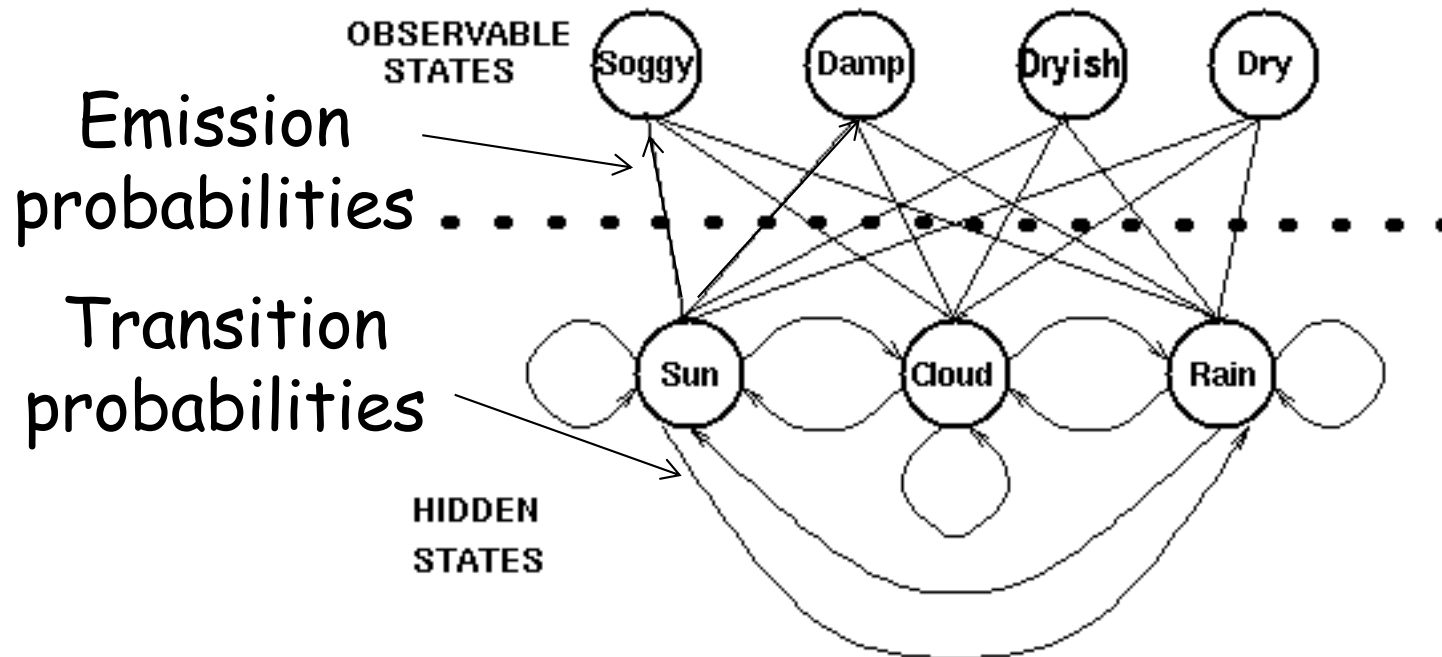 OBSERVABLE
STATES
Soggy
Damp
Dryish
Dry
Emission
probabilities
Transition
probabilities
Sun
Cloud
Rain
HIDDEN
STATES